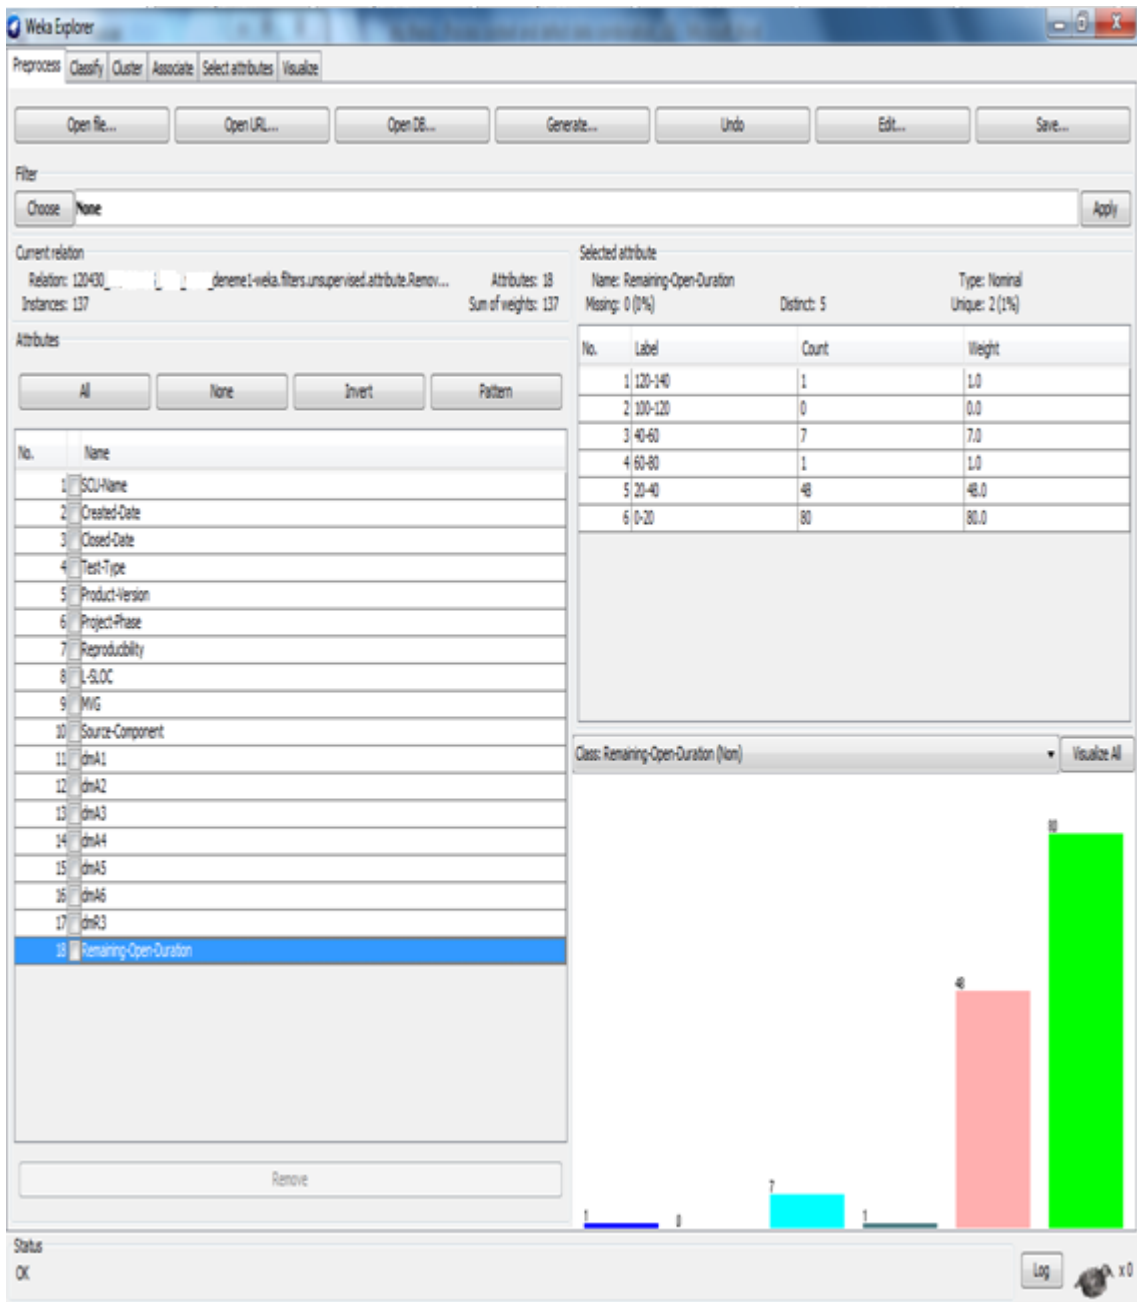 Weka Explorer
Preprocess Classify Cluster Associate Select attributes Visualize
Open file... Open URL... Open DB... Generate... Undo Edit... Save...
Filter
Choose None Apply
Current relation
Relation: 120430_ _deneme1-weka.filters.unsupervised.attribute.Remov... Attributes: 18
Instances: 137 Sum of weights: 137
Attributes
All None Invert Pattern
No. Name
1 SCU-Name
2 Created-Date
3 Closed-Date
4 Test-Type
5 Product-Version
6 Project-Phase
7 Reproducibility
8 L-SLOC
9 MVG
10 Source-Component
11 dmA1
12 dmA2
13 dmA3
14 dmA4
15 dmA5
16 dmA6
17 dmR3
18 Remaining-Open-Duration
Remove
Selected attribute
Name: Remaining-Open-Duration Type: Nominal
Missing: 0 (0%) Distinct: 5 Unique: 2 (1%)
No. Label Count Weight
1 120-140 1 1.0
2 100-120 0 0.0
3 40-60 7 7.0
4 60-80 1 1.0
5 20-40 48 48.0
6 0-20 80 80.0
Class: Remaining-Open-Duration (Nom) Visualize All
1 0 7 1 48 80
Status
OK Log x 0